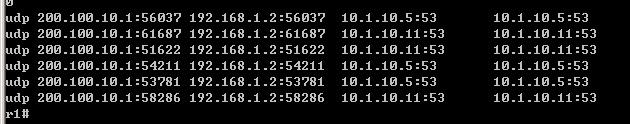 udp 200.100.10.1:56037 192.168.1.2:56037 10.1.10.5:53 10.1.10.5:53
udp 200.100.10.1:61687 192.168.1.2:61687 10.1.10.11:53 10.1.10.11:53
udp 200.100.10.1:51622 192.168.1.2:51622 10.1.10.11:53 10.1.10.11:53
udp 200.100.10.1:54211 192.168.1.2:54211 10.1.10.5:53 10.1.10.5:53
udp 200.100.10.1:53781 192.168.1.2:53781 10.1.10.5:53 10.1.10.5:53
udp 200.100.10.1:58286 192.168.1.2:58286 10.1.10.11:53 10.1.10.11:53
r1#